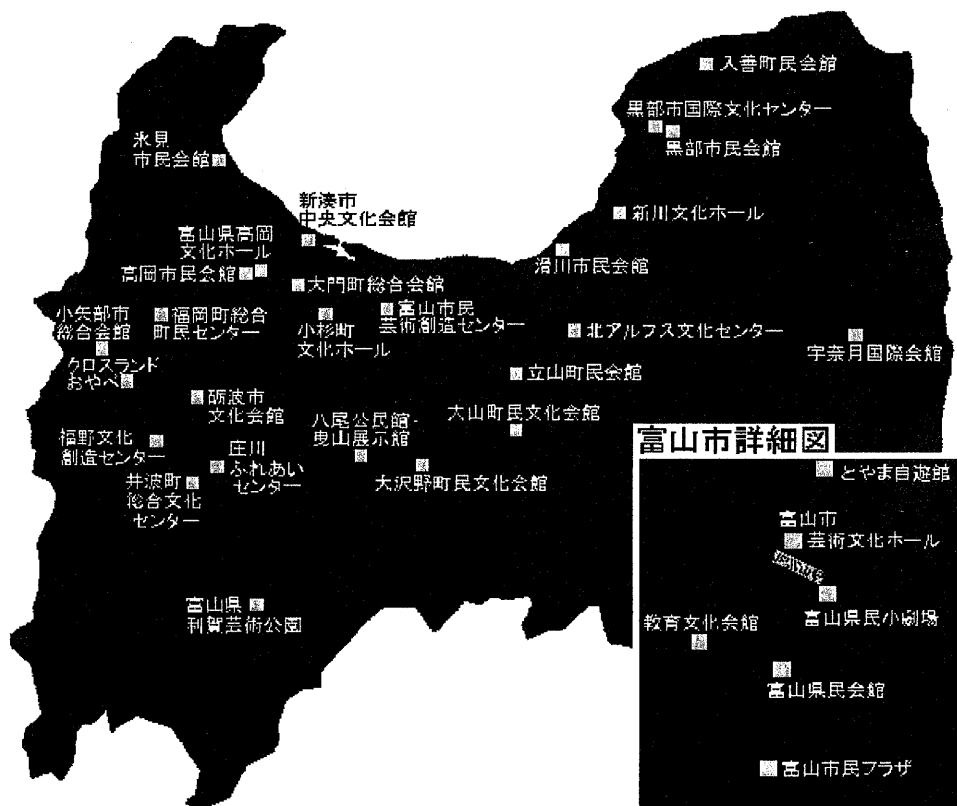 入善町民会館
黒部市国際文化センター
黒部市民会館
氷見
市民会館
新湊市
中央文化会館
新川文化ホール
富山県高岡
文化ホール
滑川市民会館
高岡市民会館
大門町総合会館
小矢部市
総合会館
福岡町総合
町民センター
小杉町
文化ホール
富山市民
芸術創造センター
北アルプス文化センター
宇奈月国際会館
クロスランド
おやべ
立山町民会館
砺波市
文化会館
八尾公民館・
曳山展示館
大山町民文化会館
福野文化
創造センター
庄川
ふれあい
センター
大沢野町民文化会館
井波町
総合文化
センター
富山県
利賀芸術公園
富山市詳細図
とやま自遊館
富山市
芸術文化ホール
富山県民小劇場
教育文化会館
富山県民会館
富山市民プラザ